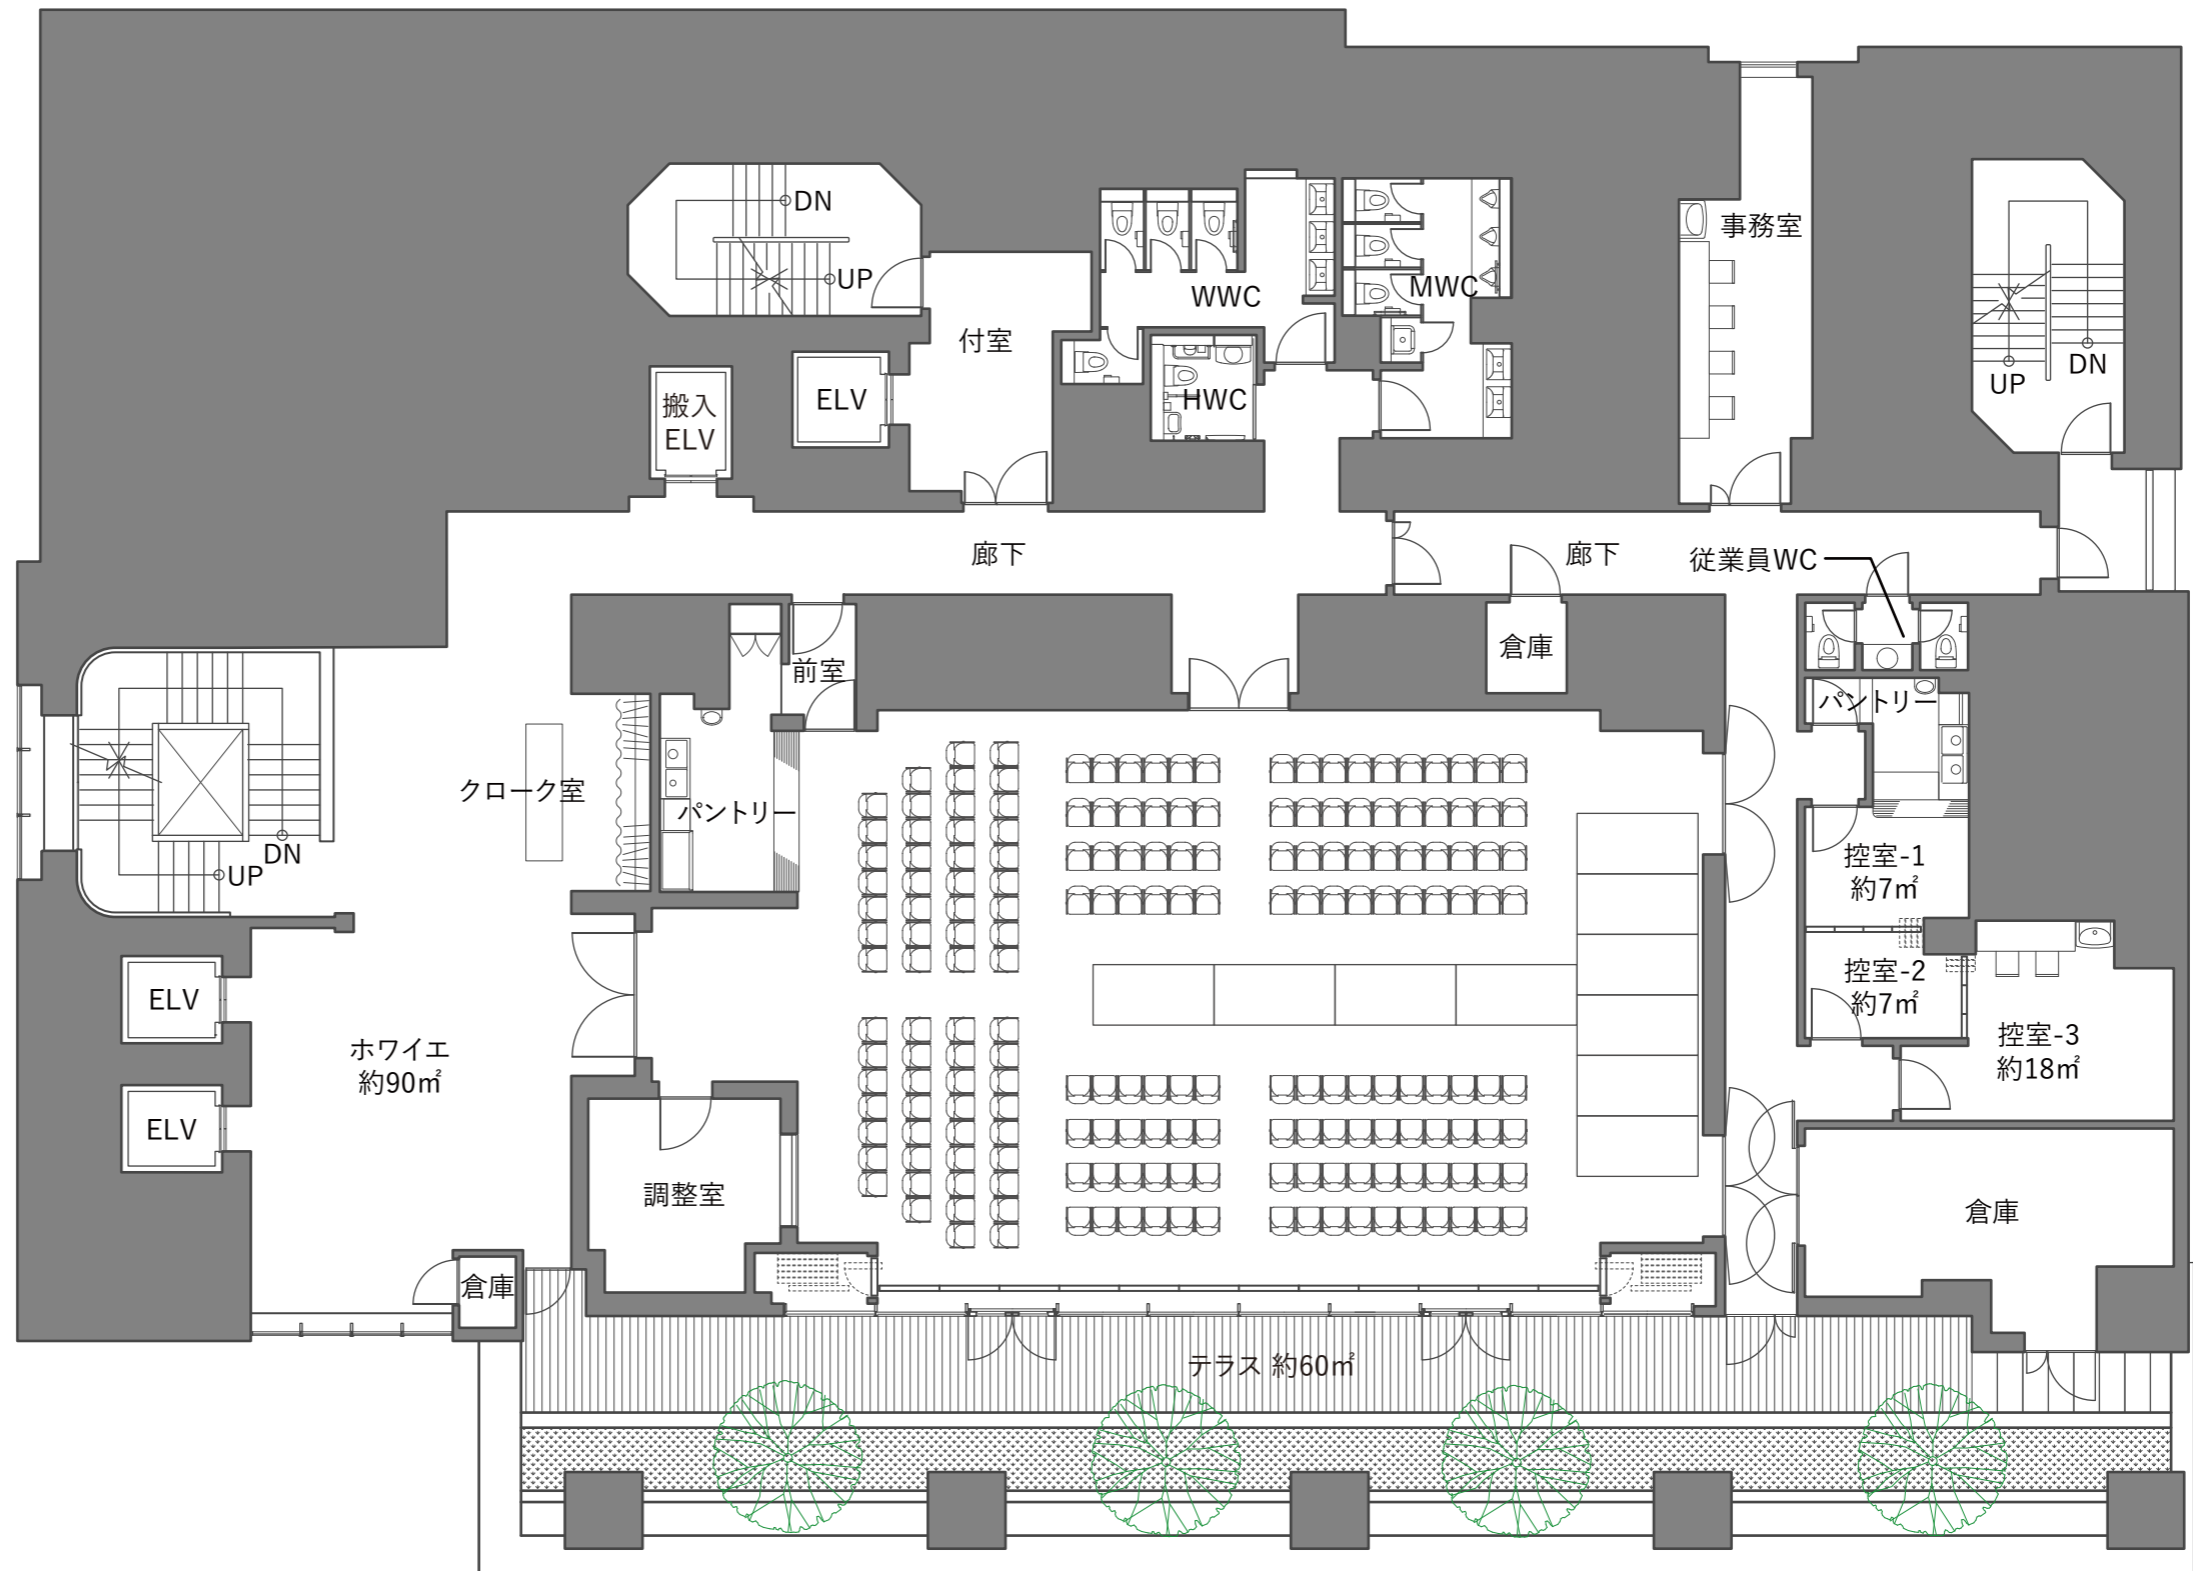 DN
UP
付室
ELV
搬入
ELV
WWC
MWC
HWC
事務室
UP
DN
廊下
廊下
従業員WC
倉庫
前室
パントリー
クローク室
パントリー
DN
UP
控室-1
約7㎡
控室-2
約7㎡
控室-3
約18㎡
ELV
ELV
ホワイエ
約90㎡
調整室
倉庫
倉庫
テラス 約60㎡